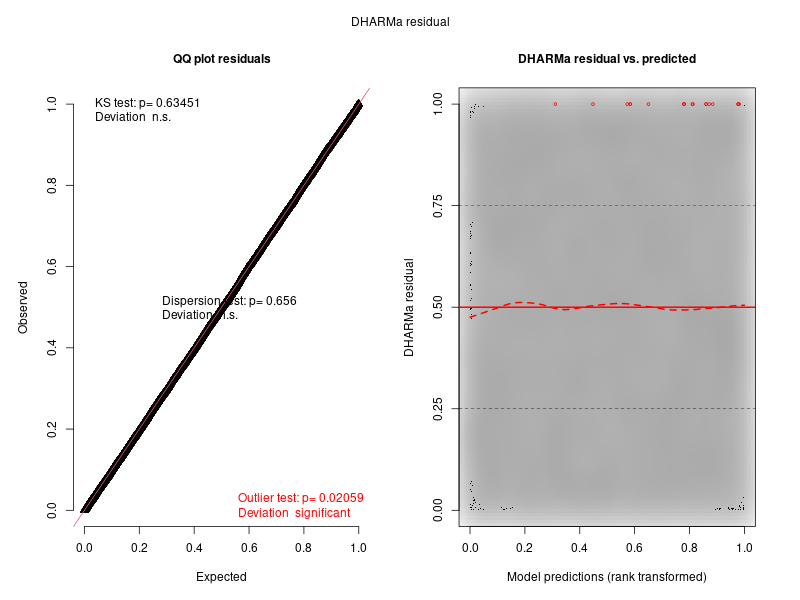 DHARMa residual
QQ plot residuals
KS test: p= 0.63451
Deviation n.s.
Dispersion test: p= 0.656
Deviation n.s.
Outlier test: p= 0.02059
Deviation significant
Observed
0.0 0.2 0.4 0.6 0.8 1.0
0.0 0.2 0.4 0.6 0.8 1.0
Expected
DHARMa residual vs. predicted
DHARMa residual
0.00 0.25 0.50 0.75 1.00
0.0 0.2 0.4 0.6 0.8 1.0
Model predictions (rank transformed)